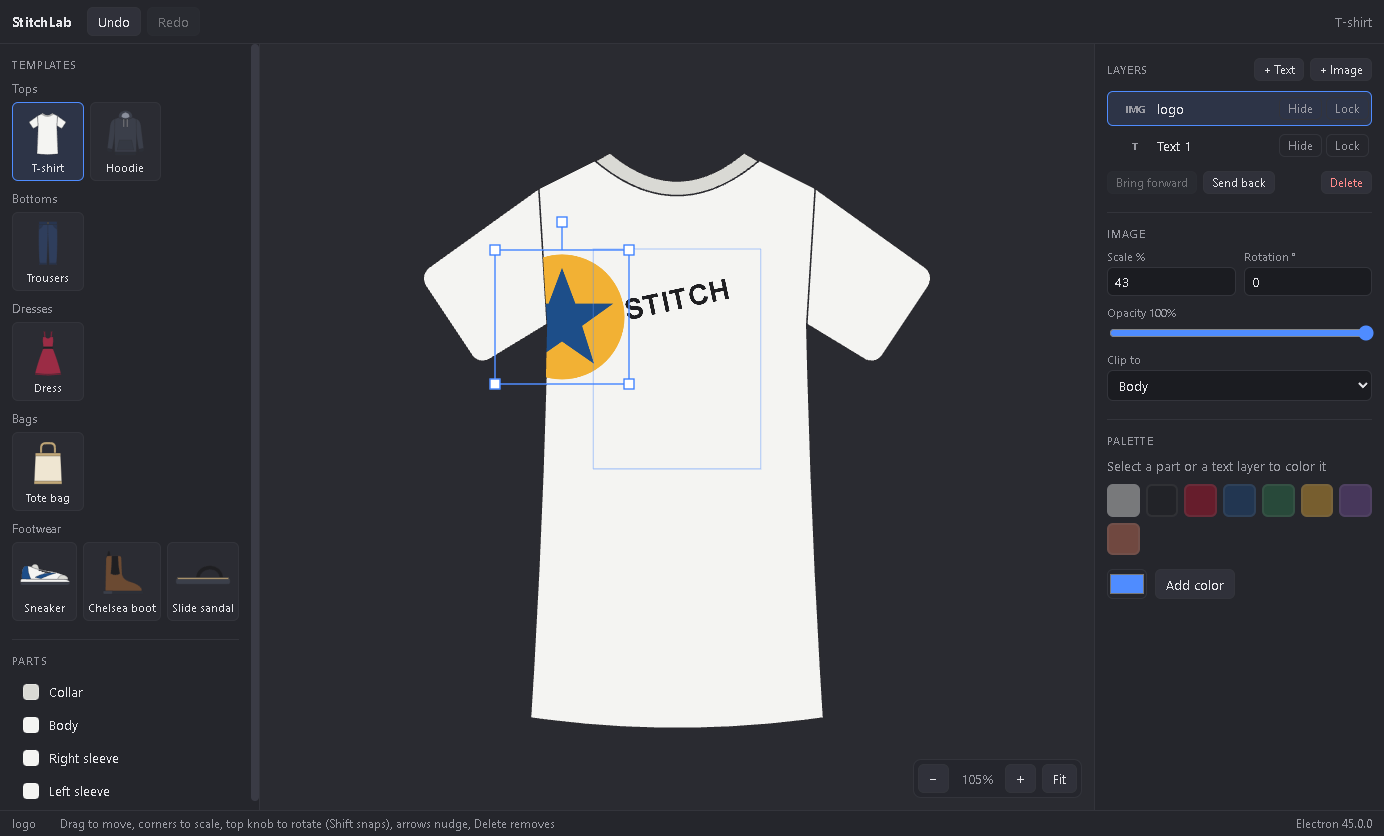 StitchLab Undo Redo T-shirt
TEMPLATES
Tops
T-shirt Hoodie
Bottoms
Trousers
Dresses
Dress
Bags
Tote bag
Footwear
Sneaker Chelsea boot Slide sandal
PARTS
Collar
Body
Right sleeve
Left sleeve
STITCH
− 105% + Fit
LAYERS + Text + Image
IMG logo Hide Lock
T Text 1 Hide Lock
Bring forward Send back Delete
IMAGE
Scale % Rotation °
43 0
Opacity 100%
Clip to
Body
PALETTE
Select a part or a text layer to color it
Add color
logo Drag to move, corners to scale, top knob to rotate (Shift snaps), arrows nudge, Delete removes Electron 45.0.0